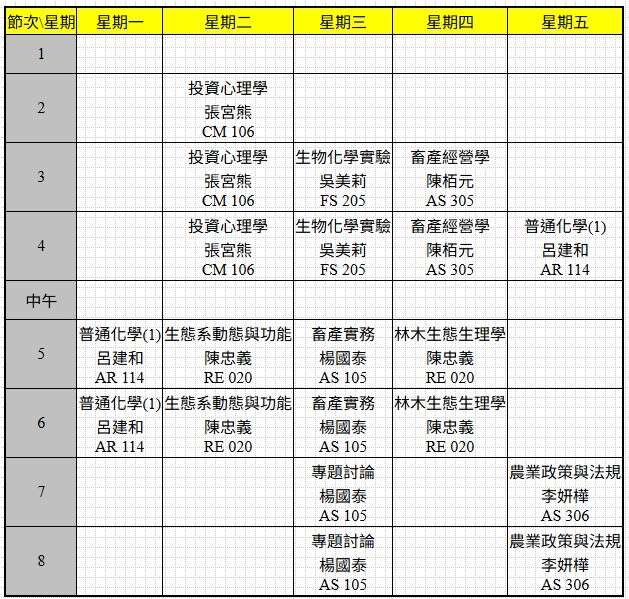 節次\星期 星期一 星期二 星期三 星期四 星期五
1
2 投資心理學 張宮熊 CM 106
3 投資心理學 張宮熊 CM 106 生物化學實驗 吳美莉 FS 205 畜產經營學 陳栢元 AS 305
4 投資心理學 張宮熊 CM 106 生物化學實驗 吳美莉 FS 205 畜產經營學 陳栢元 AS 305 普通化學(1) 呂建和 AR 114
中午
5 普通化學(1) 呂建和 AR 114 生態系動態與功能 陳忠義 RE 020 畜產實務 楊國泰 AS 105 林木生態生理學 陳忠義 RE 020
6 普通化學(1) 呂建和 AR 114 生態系動態與功能 陳忠義 RE 020 畜產實務 楊國泰 AS 105 林木生態生理學 陳忠義 RE 020
7 專題討論 楊國泰 AS 105 農業政策與法規 李妍樺 AS 306
8 專題討論 楊國泰 AS 105 農業政策與法規 李妍樺 AS 306